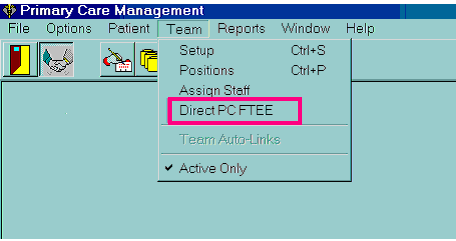 Primary Care Management
File Options Patient Team Reports Window Help
Setup Ctrl+S
Positions Ctrl+P
Assign Staff
Direct PC FTEE
Team Auto-Links
Active Only